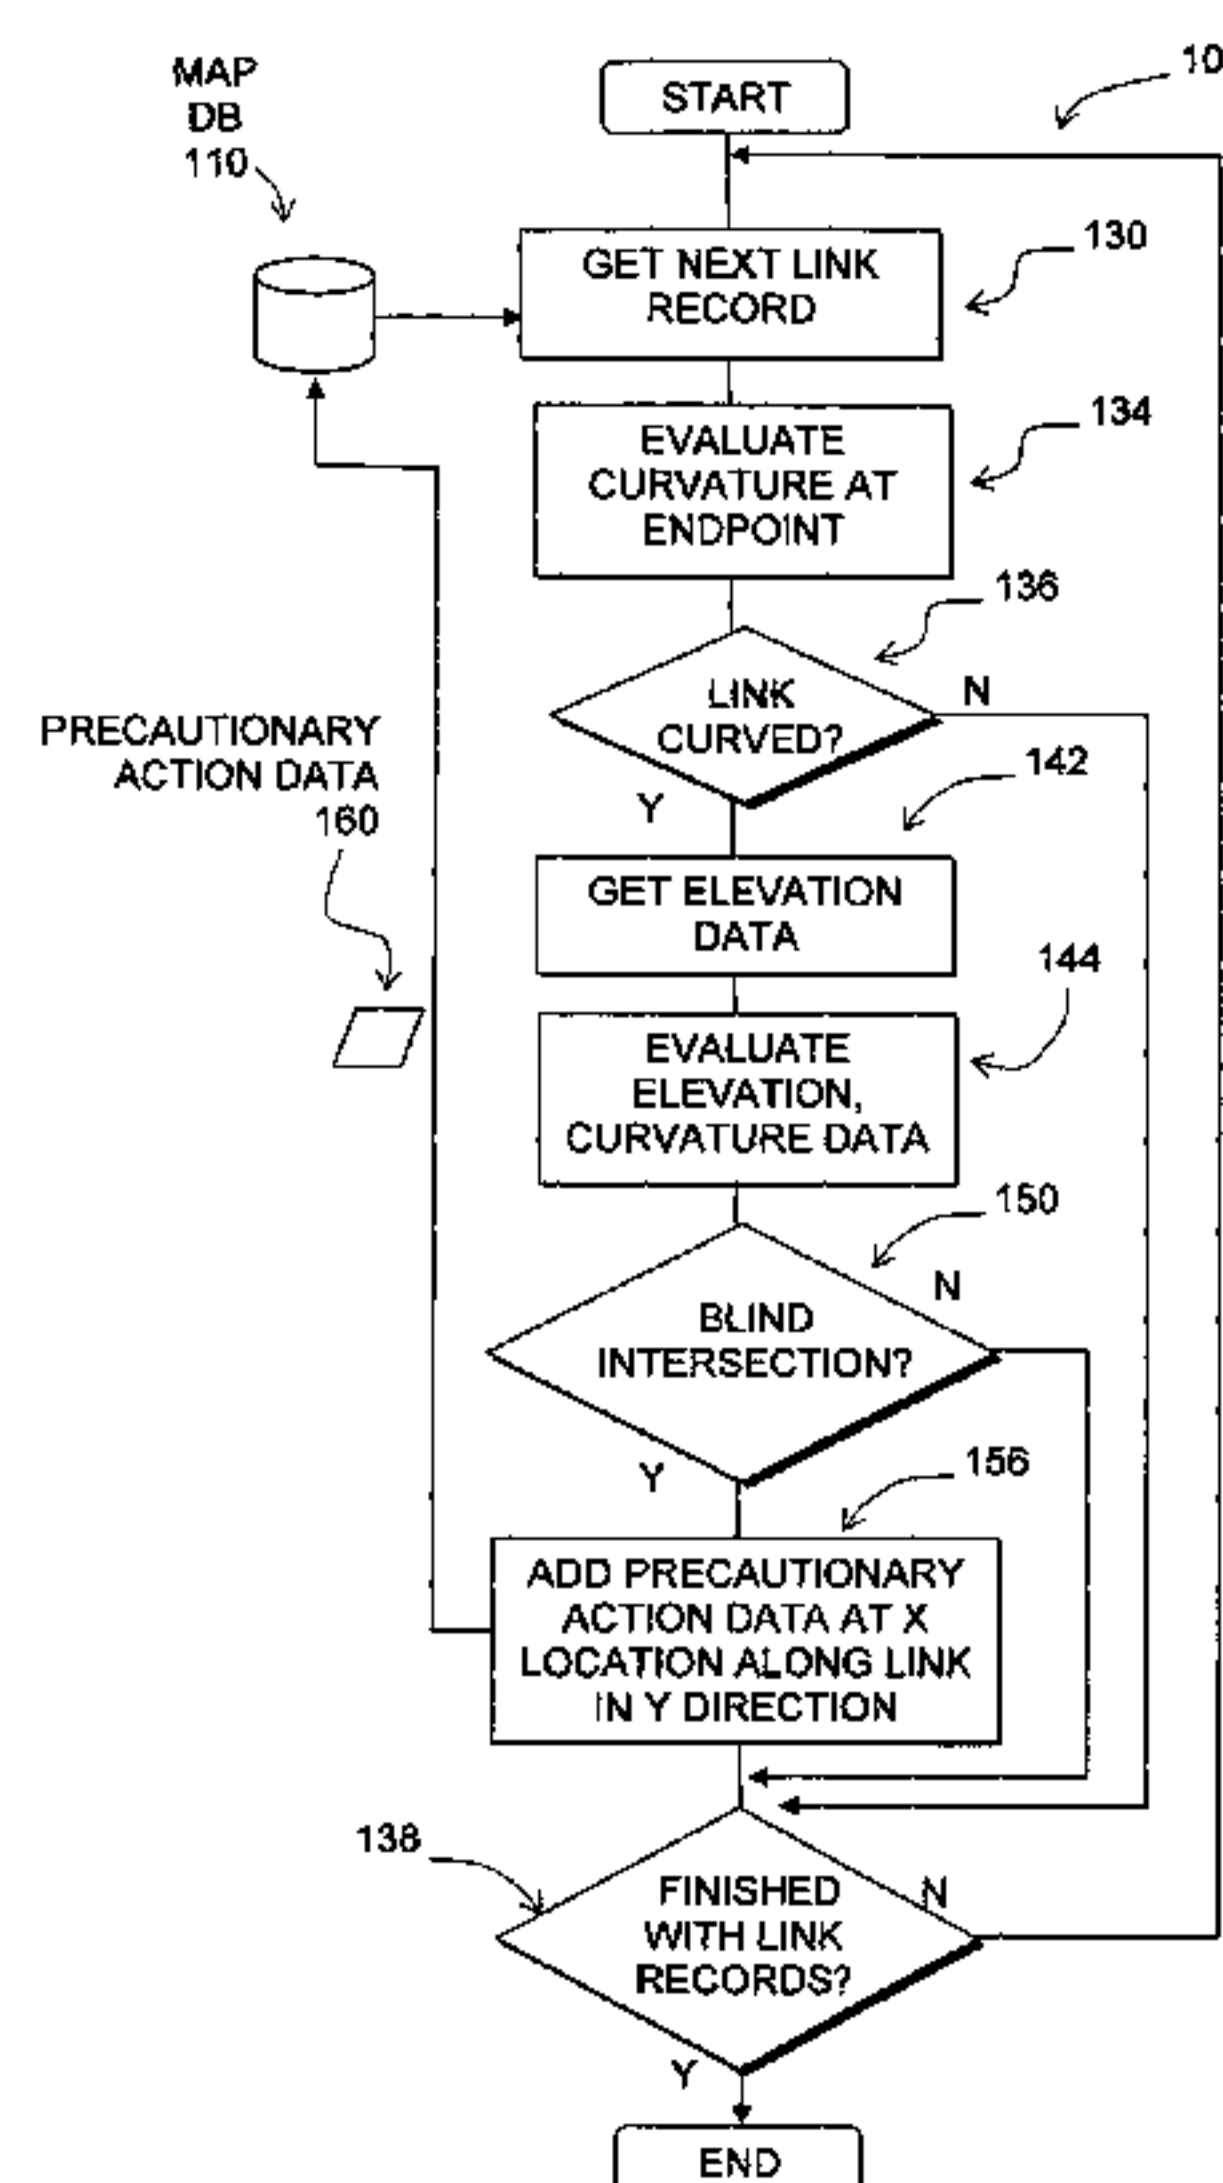 MAP
DB
110
START
10
130
GET NEXT LINK
RECORD
134
EVALUATE
CURVATURE AT
ENDPOINT
136
LINK
CURVED?
N
Y
142
PRECAUTIONARY
ACTION DATA
160
GET ELEVATION
DATA
144
EVALUATE
ELEVATION,
CURVATURE DATA
150
BLIND
INTERSECTION?
N
Y
156
ADD PRECAUTIONARY
ACTION DATA AT X
LOCATION ALONG LINK
IN Y DIRECTION
138
FINISHED
WITH LINK
RECORDS?
N
Y
END